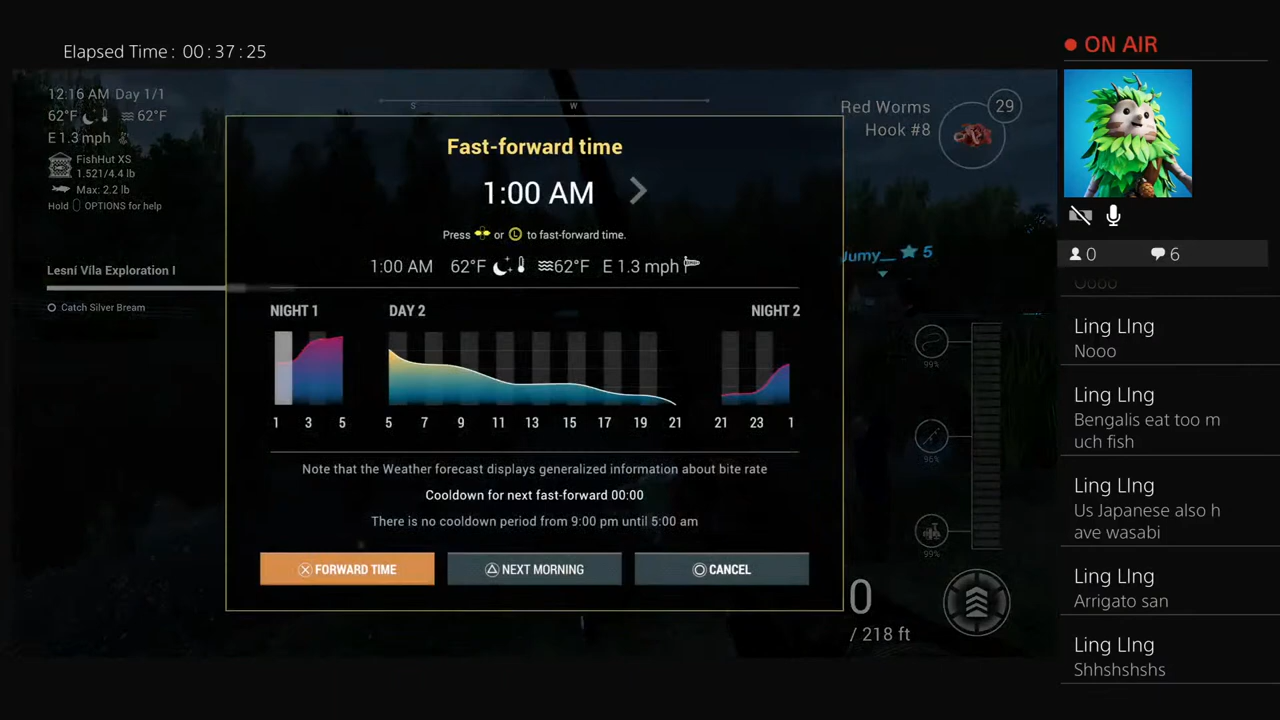 Elapsed Time: 00:37:25
ON AIR
12:16 AM Day 1/1
62°F 62°F
E 1.3 mph
FishHut XS
1.521/4.4 lb
Max: 2.2 lb
Hold OPTIONS for help
Lesní Vila Exploration I
Catch Silver Bream
S W
Red Worms
Hook #8
29
Jumy__ ★ 5
Fast-forward time
1:00 AM
Press or L to fast-forward time.
1:00 AM 62°F 62°F E 1.3 mph
NIGHT 1 DAY 2 NIGHT 2
1 3 5 5 7 9 11 13 15 17 19 21 21 23 1
Note that the Weather forecast displays generalized information about bite rate
Cooldown for next fast-forward 00:00
There is no cooldown period from 9:00 pm until 5:00 am
FORWARD TIME
NEXT MORNING
CANCEL
99%
96%
99%
0
/ 218 ft
0 6
Oooo
Ling LIng
Nooo
Ling LIng
Bengalis eat too m
uch fish
Ling LIng
Us Japanese also h
ave wasabi
Ling LIng
Arrigato san
Ling LIng
Shhshshshs